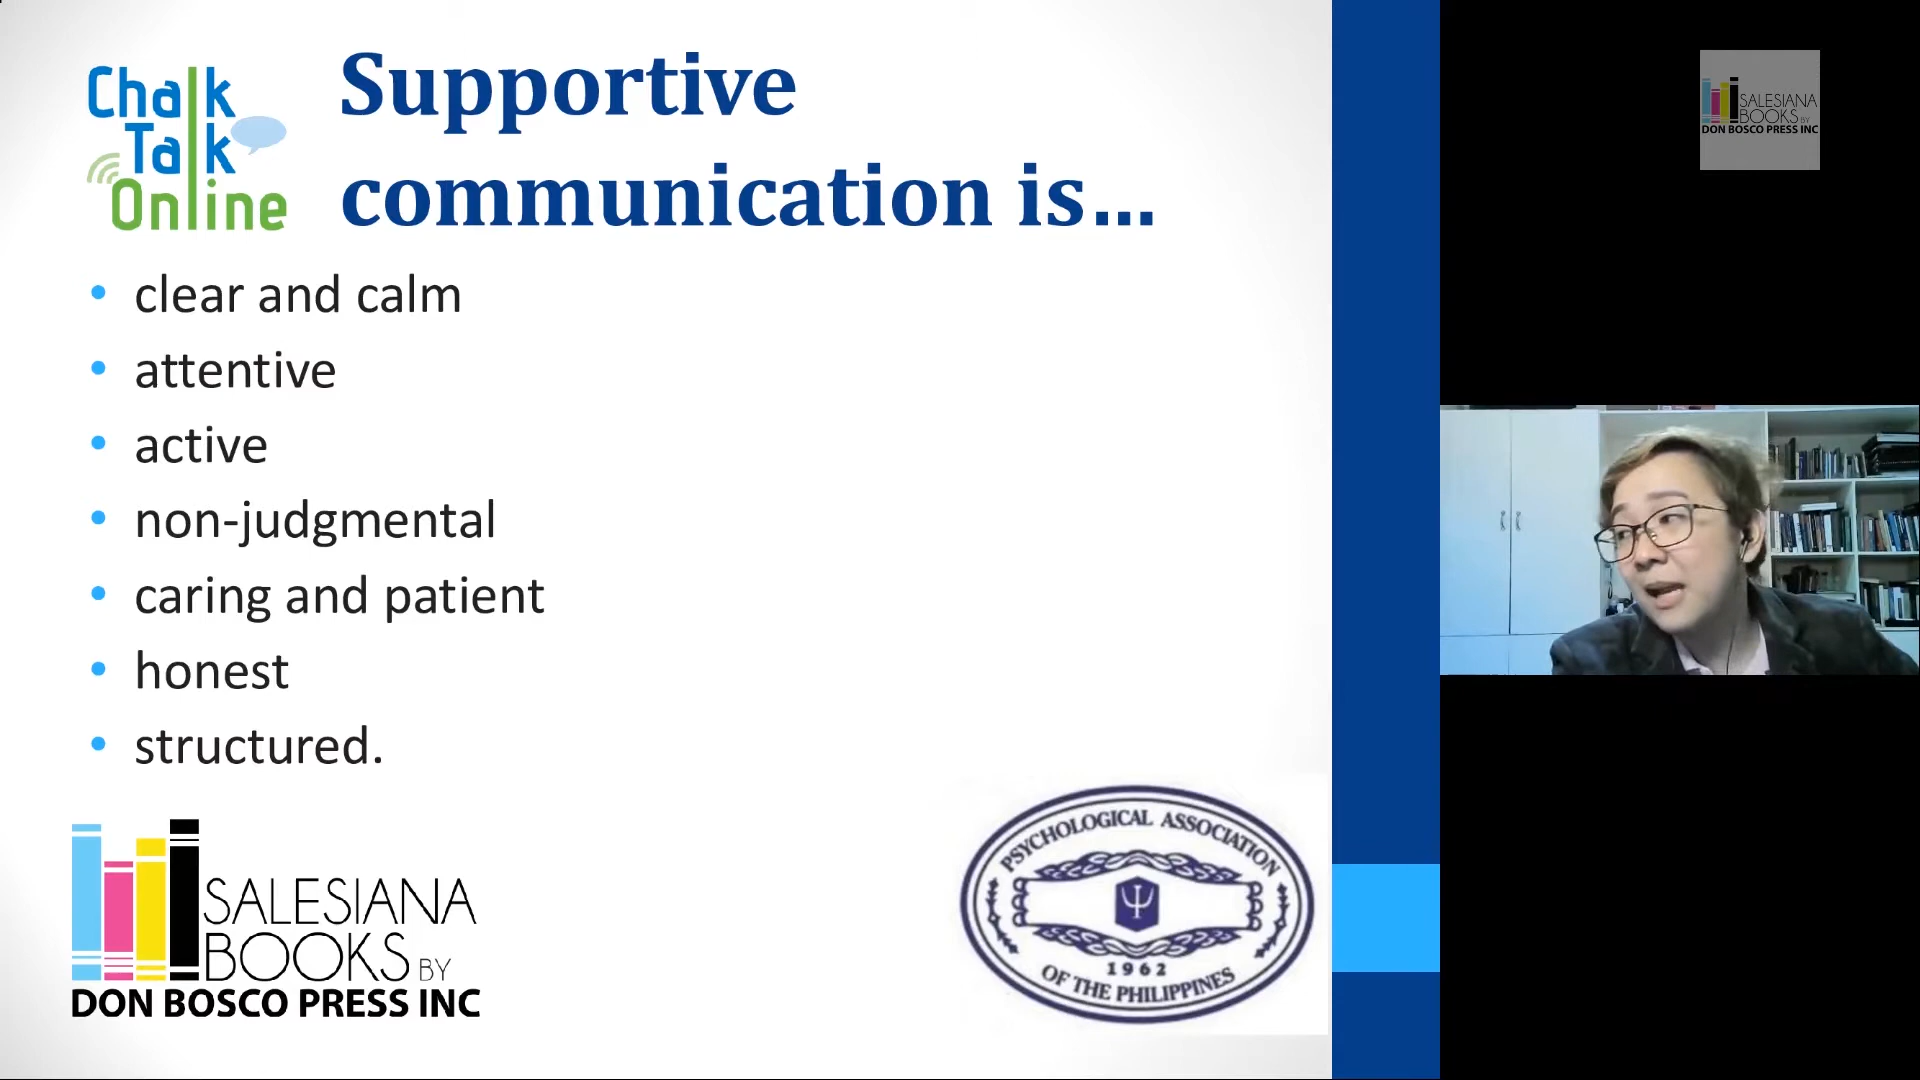 Chalk
Talk
Online
Supportive
communication is...
• clear and calm
• attentive
• active
• non-judgmental
• caring and patient
• honest
• structured.
SALESIANA
BOOKS BY
DON BOSCO PRESS INC
PSYCHOLOGICAL ASSOCIATION
1962
OF THE PHILIPPINES
SALESIANA
BOOKS BY
DON BOSCO PRESS INC